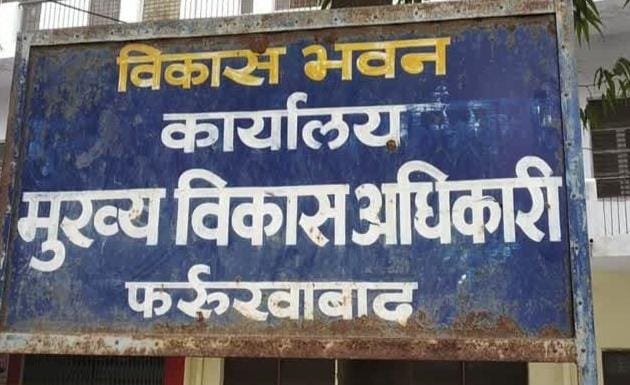 विकास भवन
कार्यालय
मुख्य विकास अधिकारी
फर्रुखाबाद